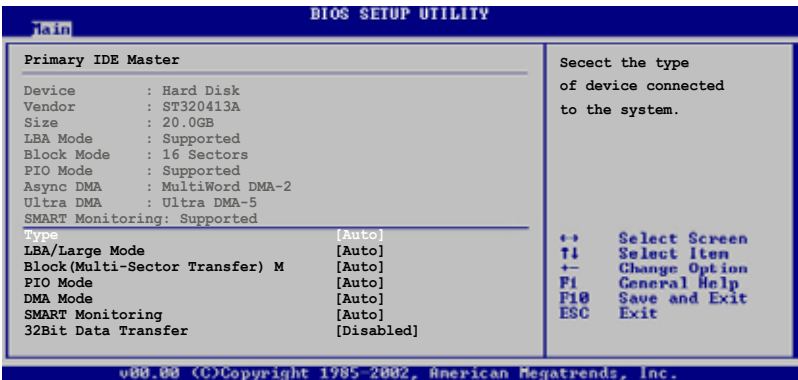 BIOS SETUP UTILITY
Main
Primary IDE Master
Device : Hard Disk
Vendor : ST320413A
Size : 20.0GB
LBA Mode : Supported
Block Mode : 16 Sectors
PIO Mode : Supported
Async DMA : MultiWord DMA-2
Ultra DMA : Ultra DMA-5
SMART Monitoring: Supported
Type [Auto]
LBA/Large Mode [Auto]
Block(Multi-Sector Transfer) M [Auto]
PIO Mode [Auto]
DMA Mode [Auto]
SMART Monitoring [Auto]
32Bit Data Transfer [Disabled]
Secect the type
of device connected
to the system.
←→ Select Screen
↑↓ Select Item
+- Change Option
F1 General Help
F10 Save and Exit
ESC Exit
v00.00 (C)Copyright 1985-2002, American Megatrends, Inc.